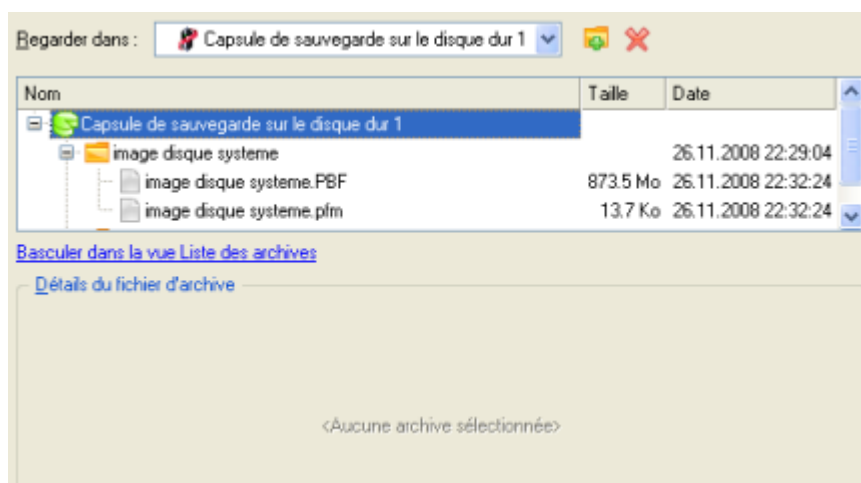 Regarder dans : Capsule de sauvegarde sur le disque dur 1
Nom Taille Date
Capsule de sauvegarde sur le disque dur 1
image disque systeme 26.11.2008 22:29:04
image disque systeme.PBF 873.5 Mo 26.11.2008 22:32:24
image disque systeme.pfm 13.7 Ko 26.11.2008 22:32:24
Basculer dans la vue Liste des archives
Détails du fichier d'archive
<Aucune archive sélectionnée>